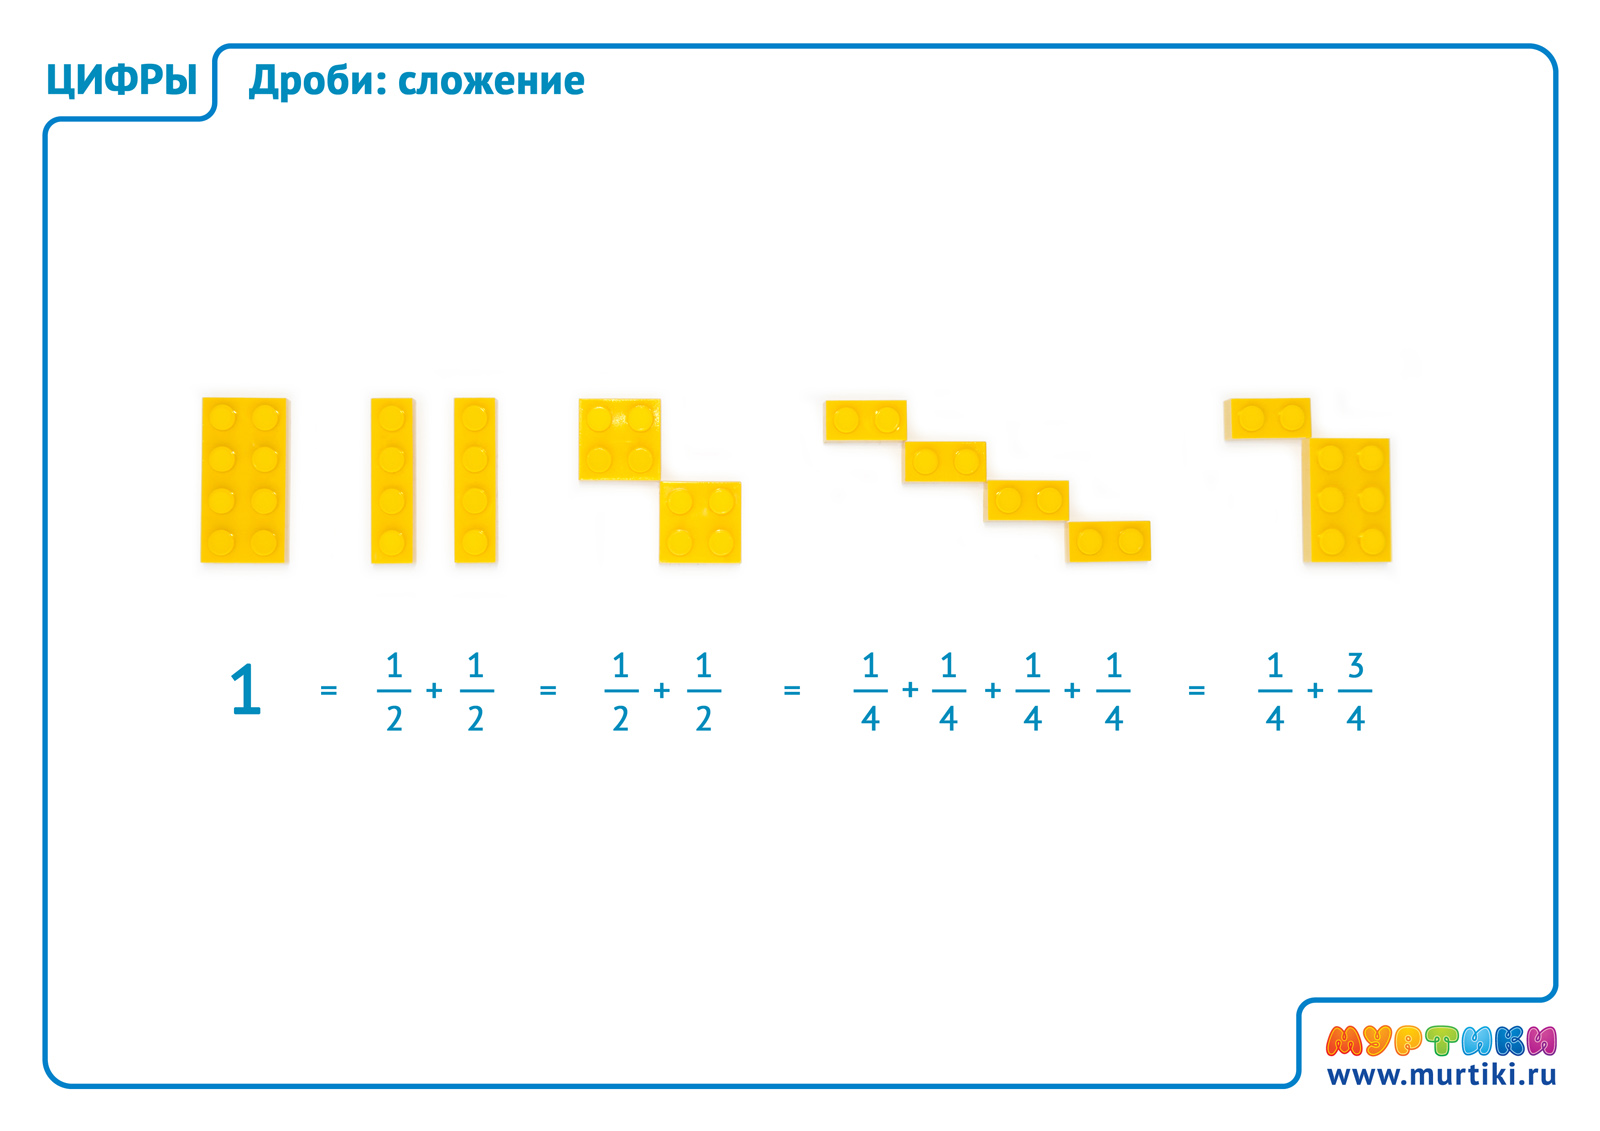 ЦИФРЫ
Дроби: сложение
1 = 1/2 + 1/2 = 1/2 + 1/2 = 1/4 + 1/4 + 1/4 + 1/4 = 1/4 + 3/4
МУРТИКИ
www.murtiki.ru